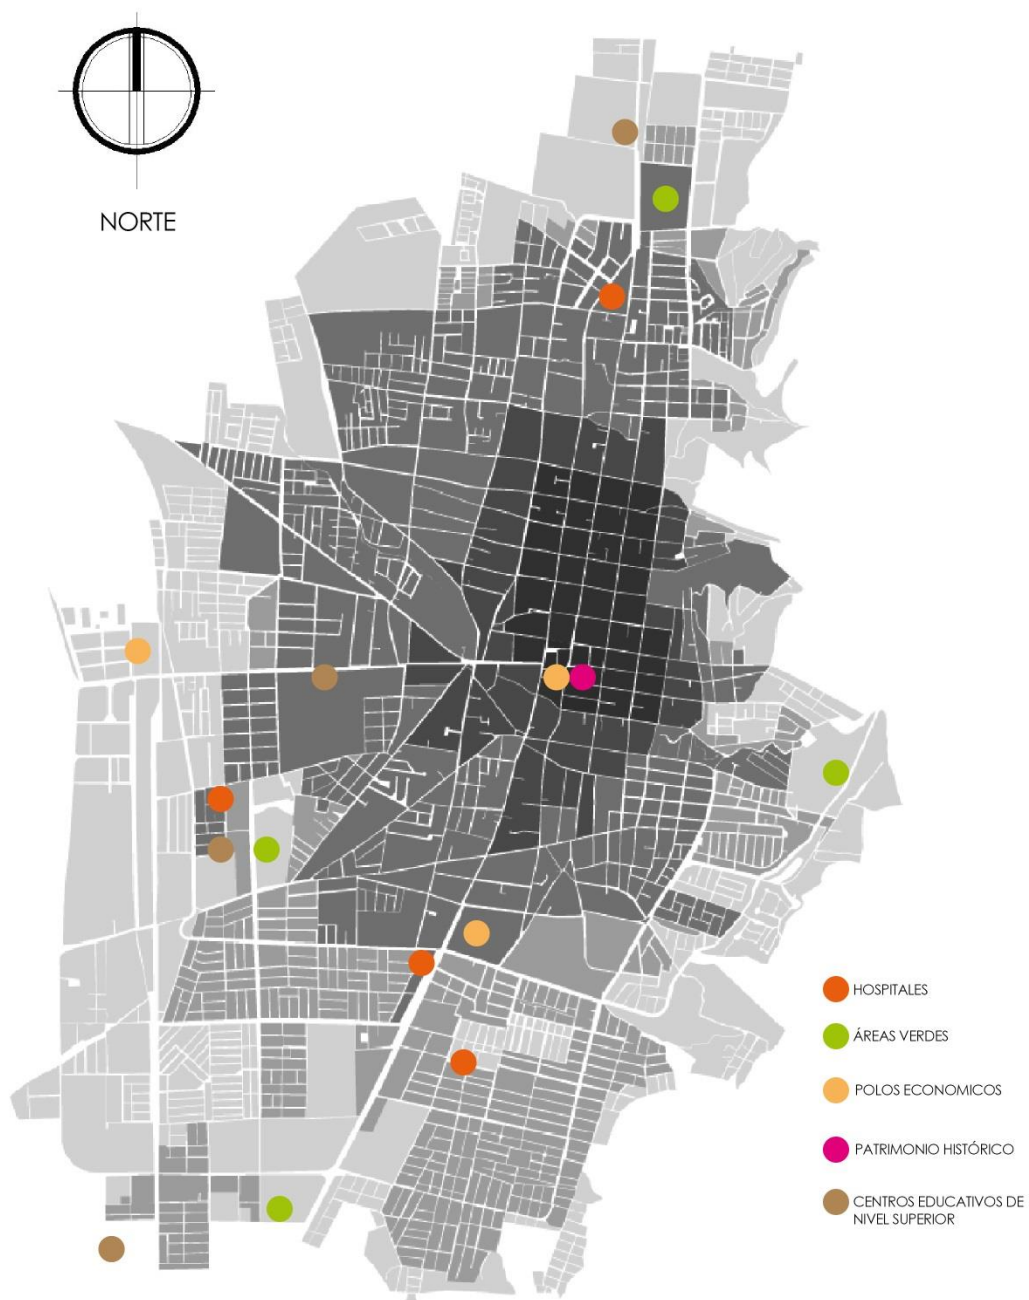 NORTE
HOSPITALES
ÁREAS VERDES
POLOS ECONOMICOS
PATRIMONIO HISTÓRICO
CENTROS EDUCATIVOS DE
NIVEL SUPERIOR